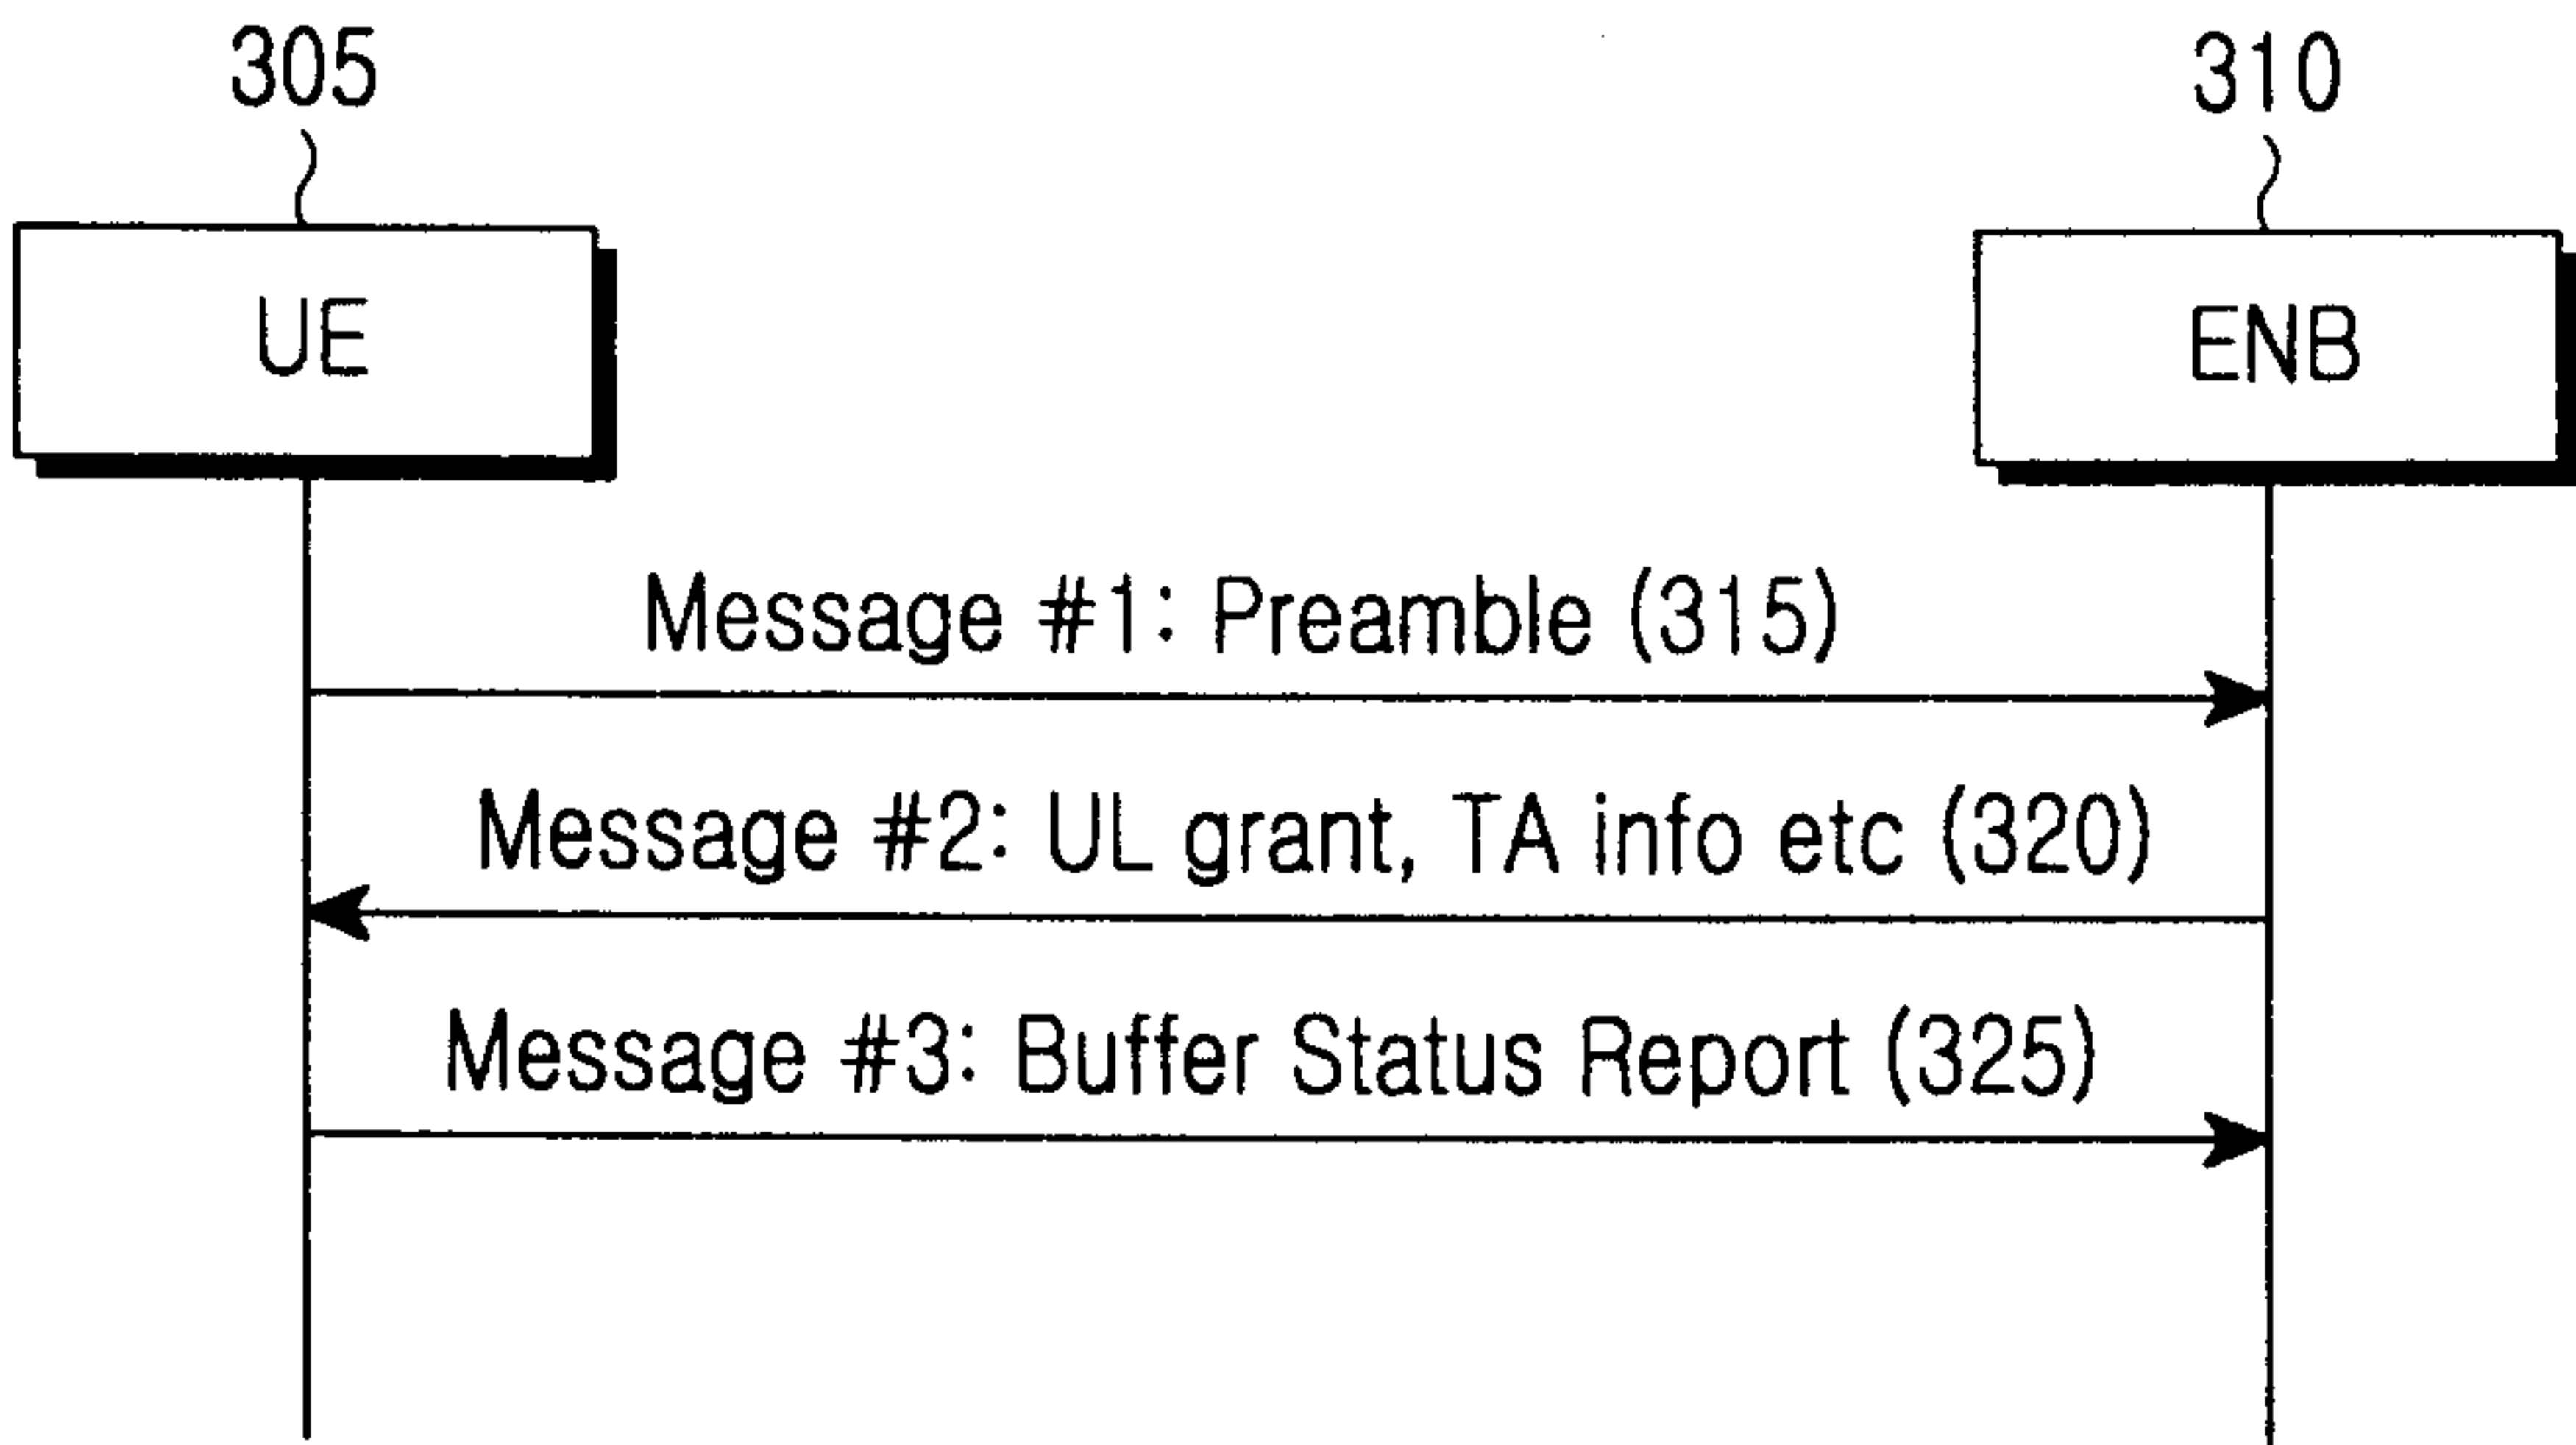 305
310
UE
ENB
Message #1: Preamble (315)
Message #2: UL grant, TA info etc (320)
Message #3: Buffer Status Report (325)